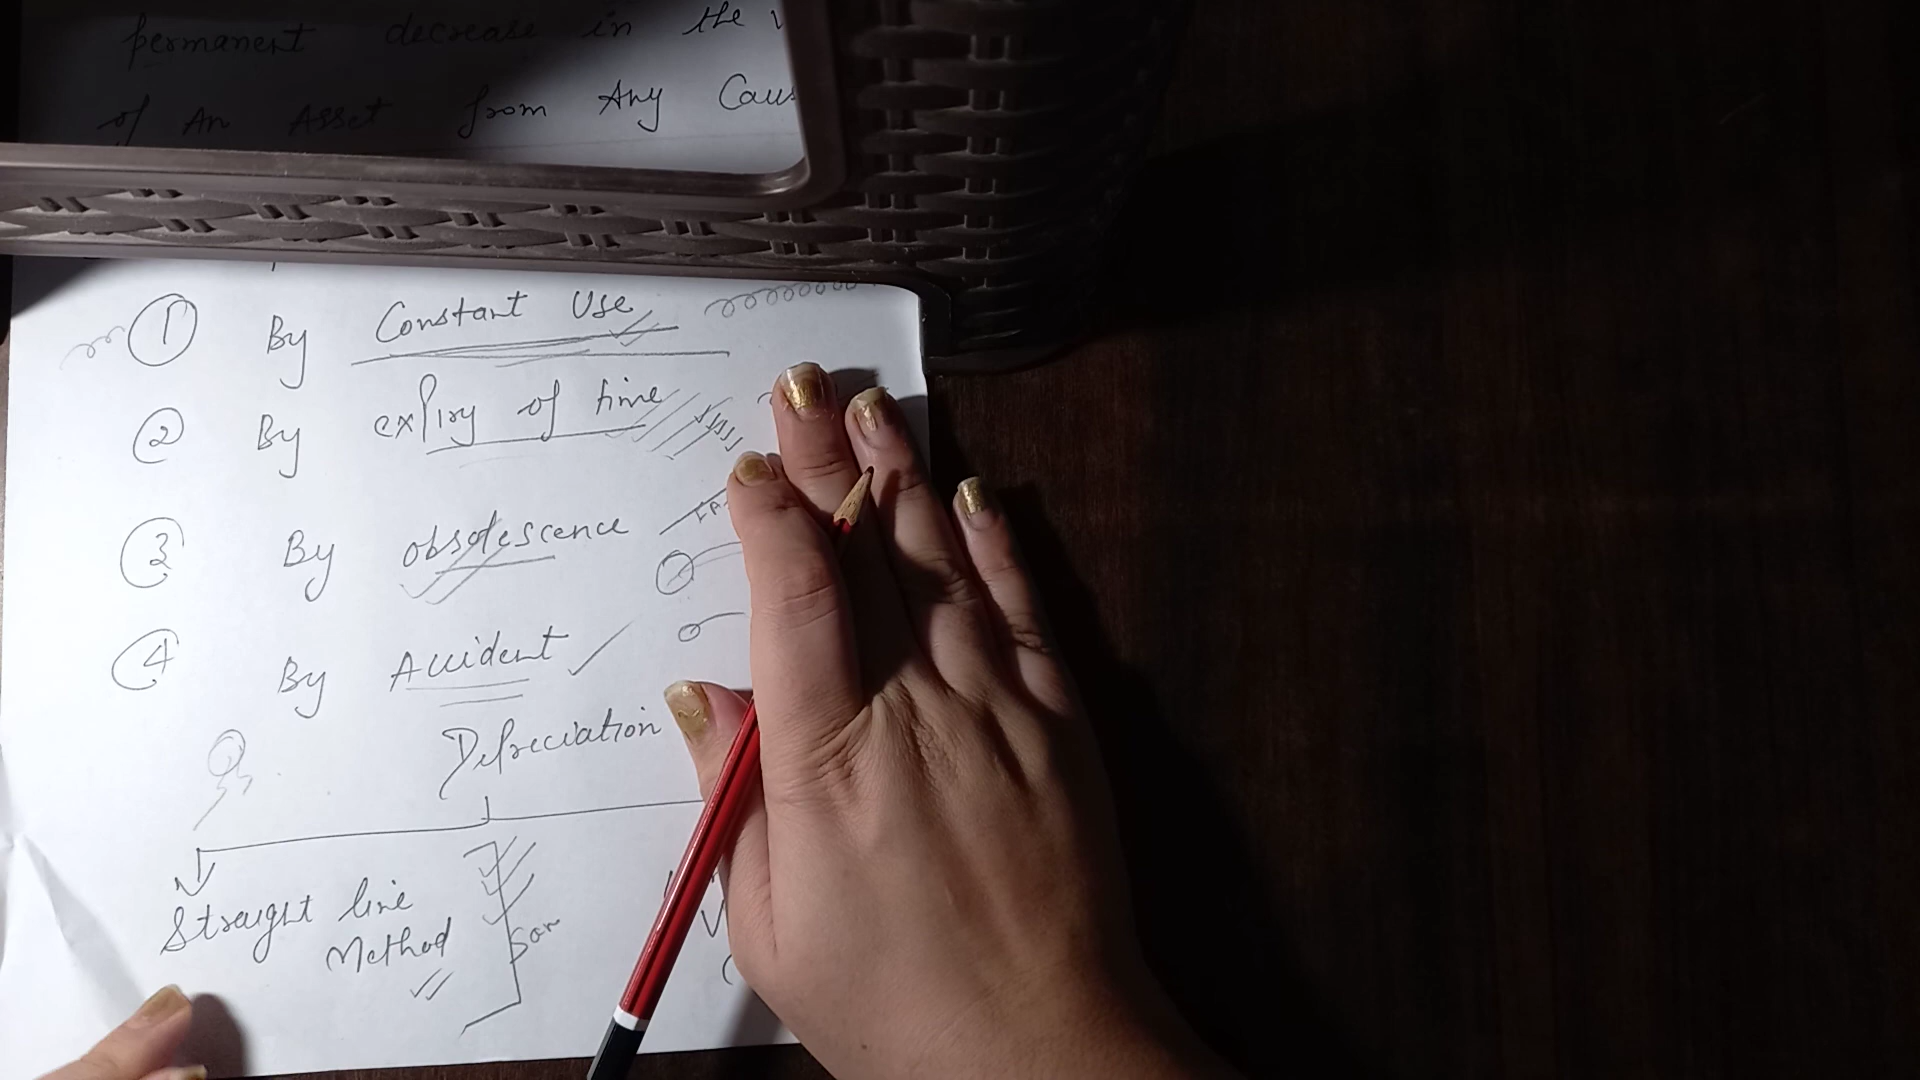 permanent decrease in the
of An Asset from Any Caus
① By Constant Use
② By expiry of time
③ By obsolescence
④ By Accident
Depreciation
Straight line
Method